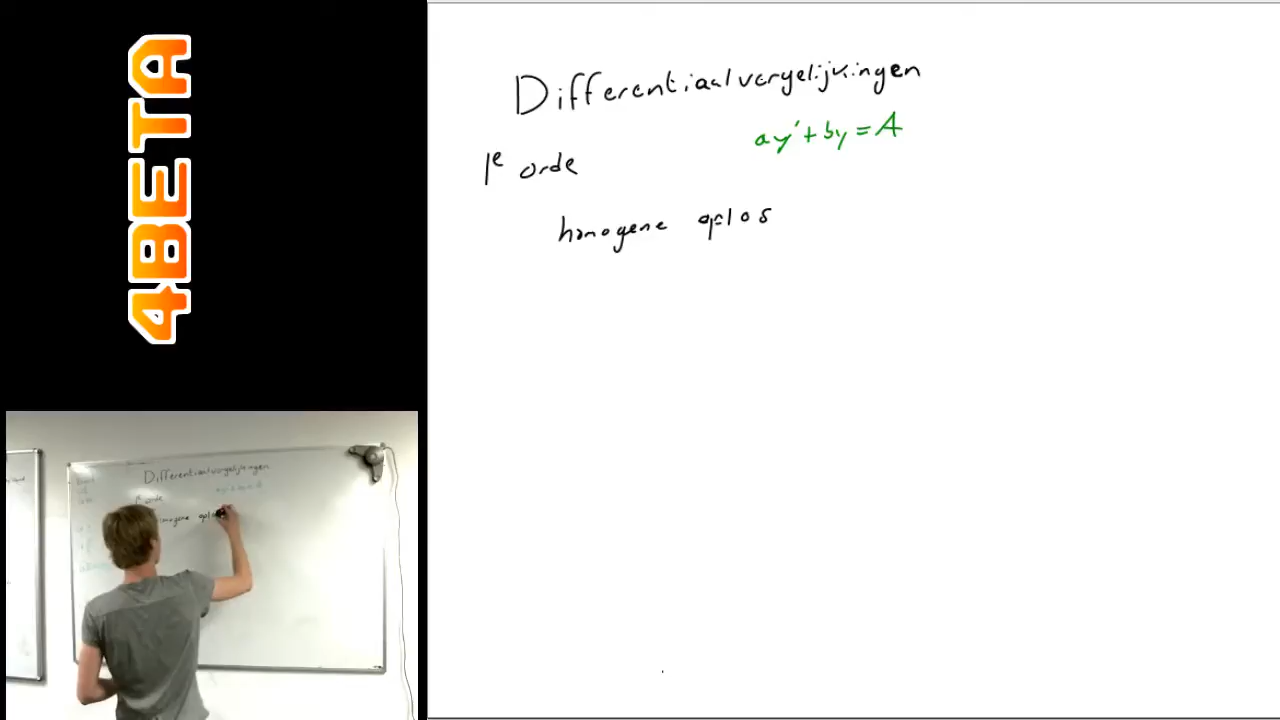 4BETA
Differentiaalvergelijkingen
ay' + by = A
1e orde
homogene oplos